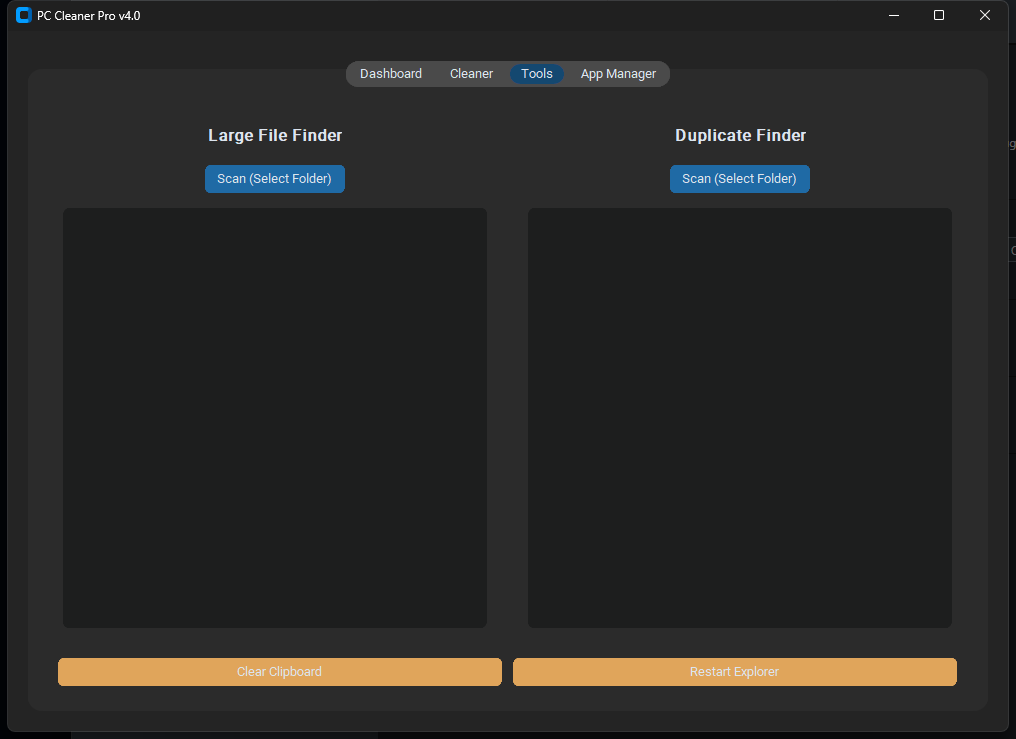 PC Cleaner Pro v4.0
Dashboard Cleaner Tools App Manager
Large File Finder
Scan (Select Folder)
Duplicate Finder
Scan (Select Folder)
Clear Clipboard
Restart Explorer